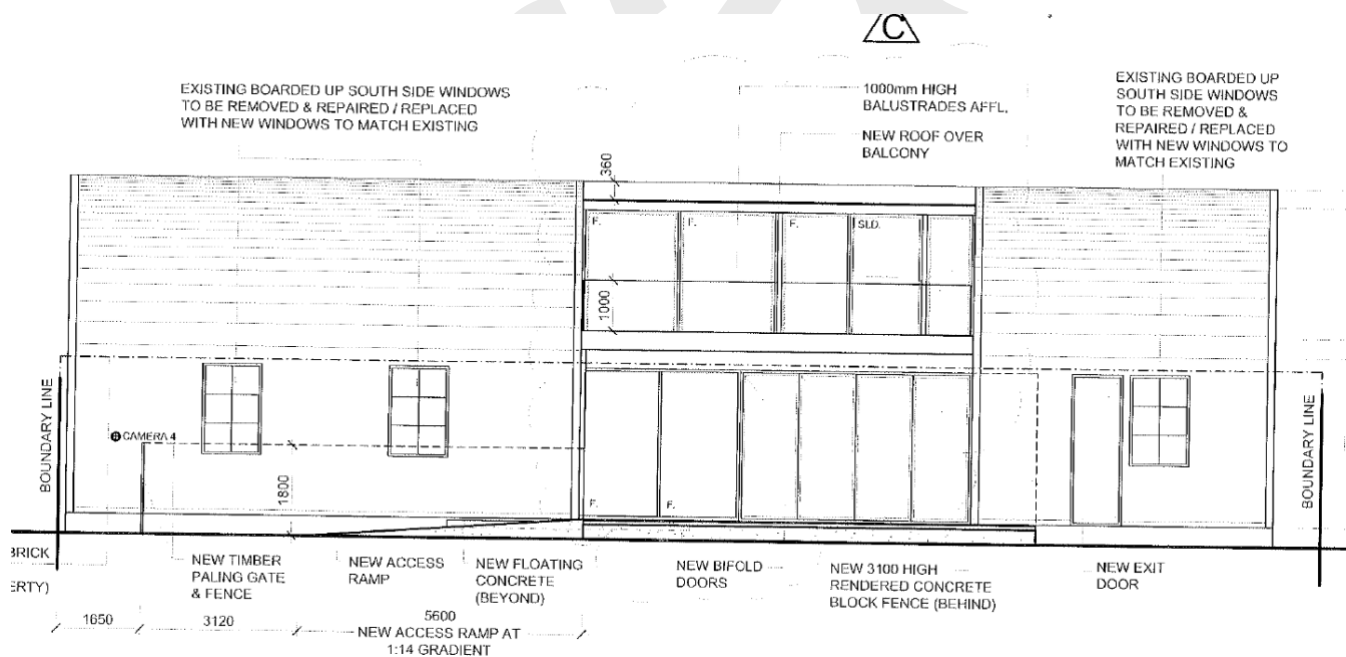 C
EXISTING BOARDED UP SOUTH SIDE WINDOWS
TO BE REMOVED & REPAIRED / REPLACED
WITH NEW WINDOWS TO MATCH EXISTING
1000mm HIGH
BALUSTRADES AFFL.
NEW ROOF OVER
BALCONY
EXISTING BOARDED UP
SOUTH SIDE WINDOWS
TO BE REMOVED &
REPAIRED / REPLACED
WITH NEW WINDOWS TO
MATCH EXISTING
360
F.
F.
F.
SLD.
1000
BOUNDARY LINE
CAMERA 4
1800
F.
F.
BOUNDARY LINE
BRICK
ERTY)
NEW TIMBER
PALING GATE
& FENCE
NEW ACCESS
RAMP
NEW FLOATING
CONCRETE
(BEYOND)
NEW BIFOLD
DOORS
NEW 3100 HIGH
RENDERED CONCRETE
BLOCK FENCE (BEHIND)
NEW EXIT
DOOR
1650
3120
5600
NEW ACCESS RAMP AT
1:14 GRADIENT